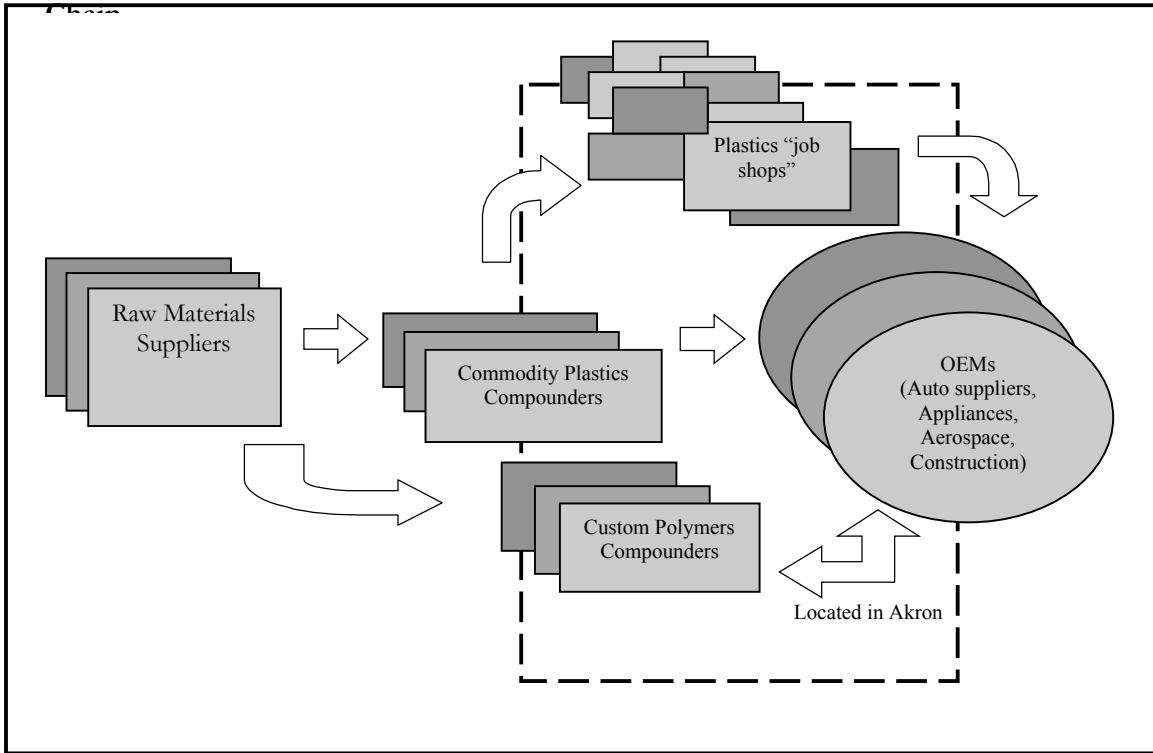 Chain
Plastics “job
shops”
Raw Materials
Suppliers
Commodity Plastics
Compounders
OEMs
(Auto suppliers,
Appliances,
Aerospace,
Construction)
Custom Polymers
Compounders
Located in Akron